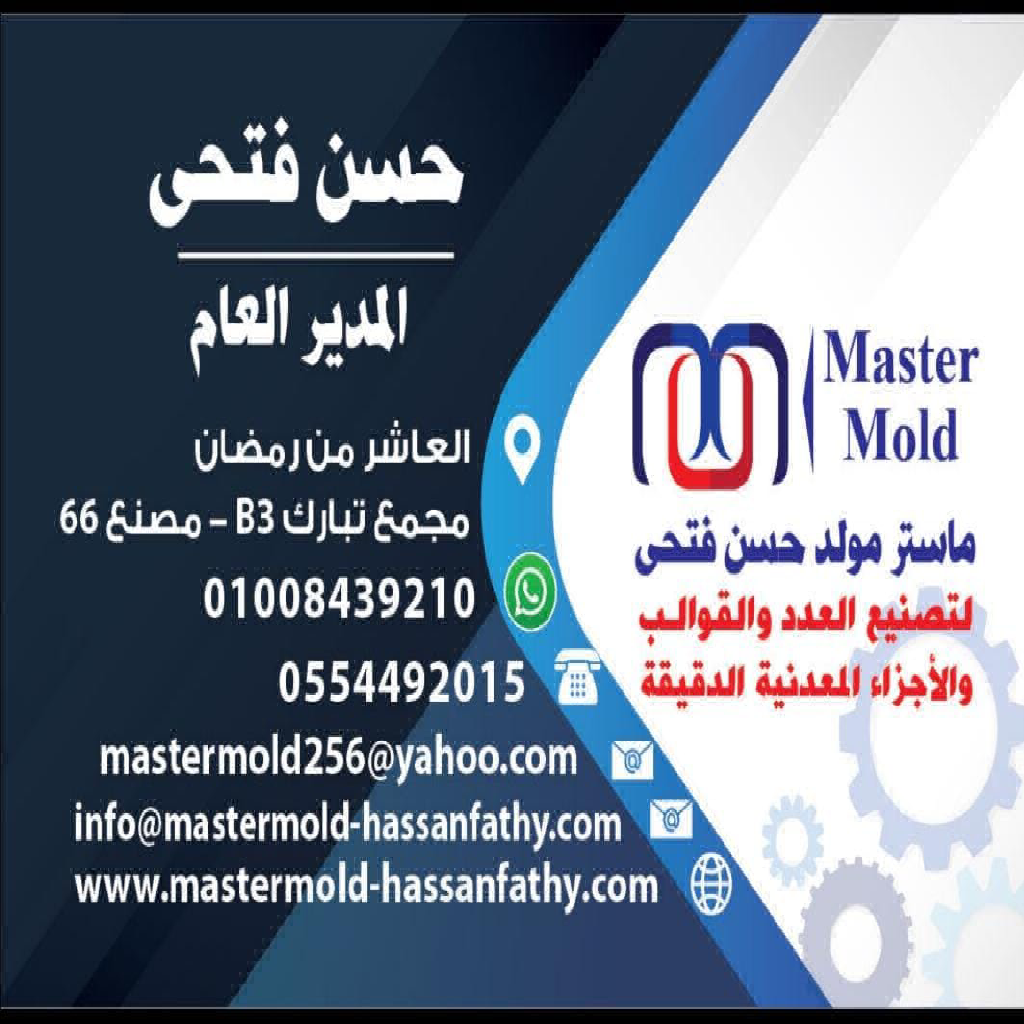 حسن فتحى
المدير العام
العاشر من رمضان
مجمع تبارك B3 – مصنع 66
01008439210
0554492015
mastermold256@yahoo.com
info@mastermold-hassanfathy.com
www.mastermold-hassanfathy.com
Master
Mold
ماستر مولد حسن فتحى
لتصنيع العدد والقوالب
والأجزاء المعدنية الدقيقة